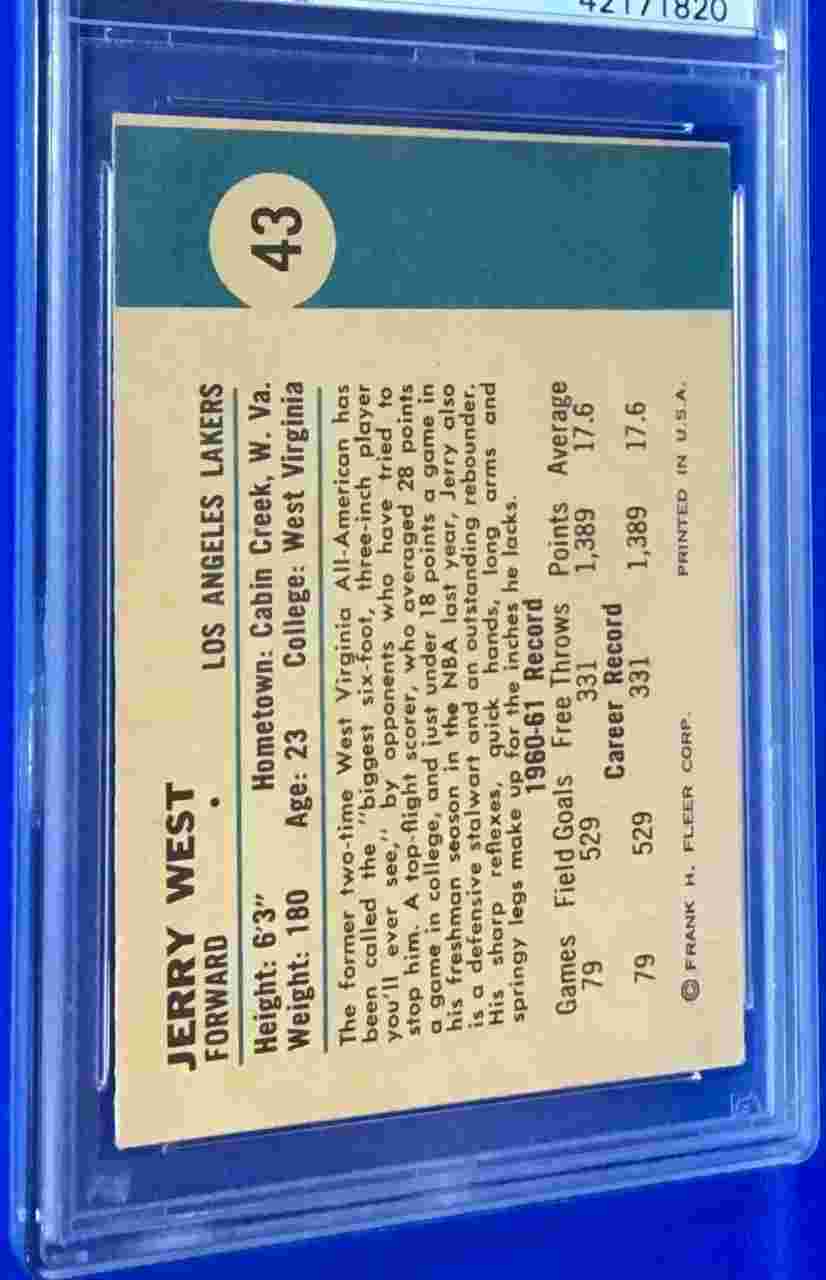 42171820
43
JERRY WEST
FORWARD • LOS ANGELES LAKERS
Height: 6'3" Hometown: Cabin Creek, W. Va.
Weight: 180 Age: 23 College: West Virginia
The former two-time West Virginia All-American has
been called the "biggest six-foot, three-inch player
you'll ever see," by opponents who have tried to
stop him. A top-flight scorer, who averaged 28 points
a game in college, and just under 18 points a game in
his freshman season in the NBA last year, Jerry also
is a defensive stalwart and an outstanding rebounder.
His sharp reflexes, quick hands, long arms and
springy legs make up for the inches he lacks.
1960-61 Record
Games Field Goals Free Throws Points Average
79 529 331 1,389 17.6
Career Record
79 529 331 1,389 17.6
© FRANK H. FLEER CORP. PRINTED IN U.S.A.